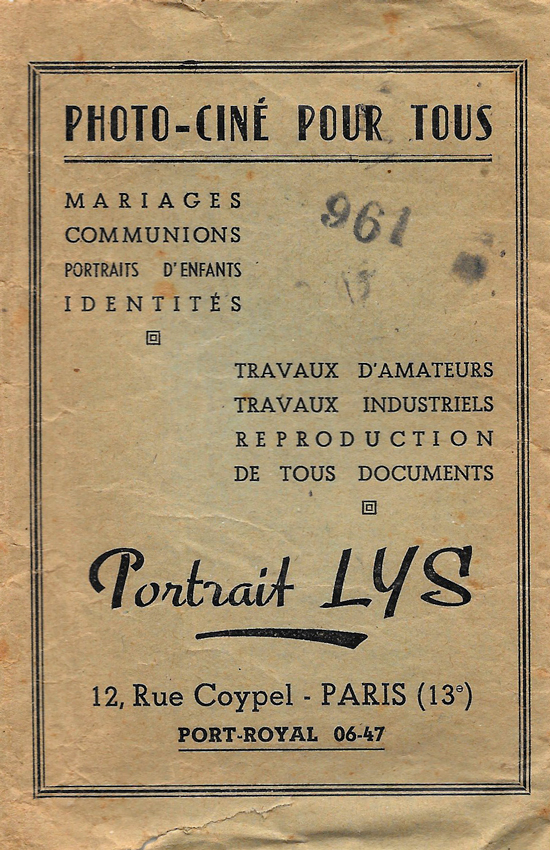 PHOTO-CINÉ POUR TOUS
MARIAGES
COMMUNIONS
PORTRAITS D'ENFANTS
IDENTITÉS
961
TRAVAUX D'AMATEURS
TRAVAUX INDUSTRIELS
REPRODUCTION
DE TOUS DOCUMENTS
Portrait LYS
12, Rue Coypel - PARIS (13e)
PORT-ROYAL 06-47